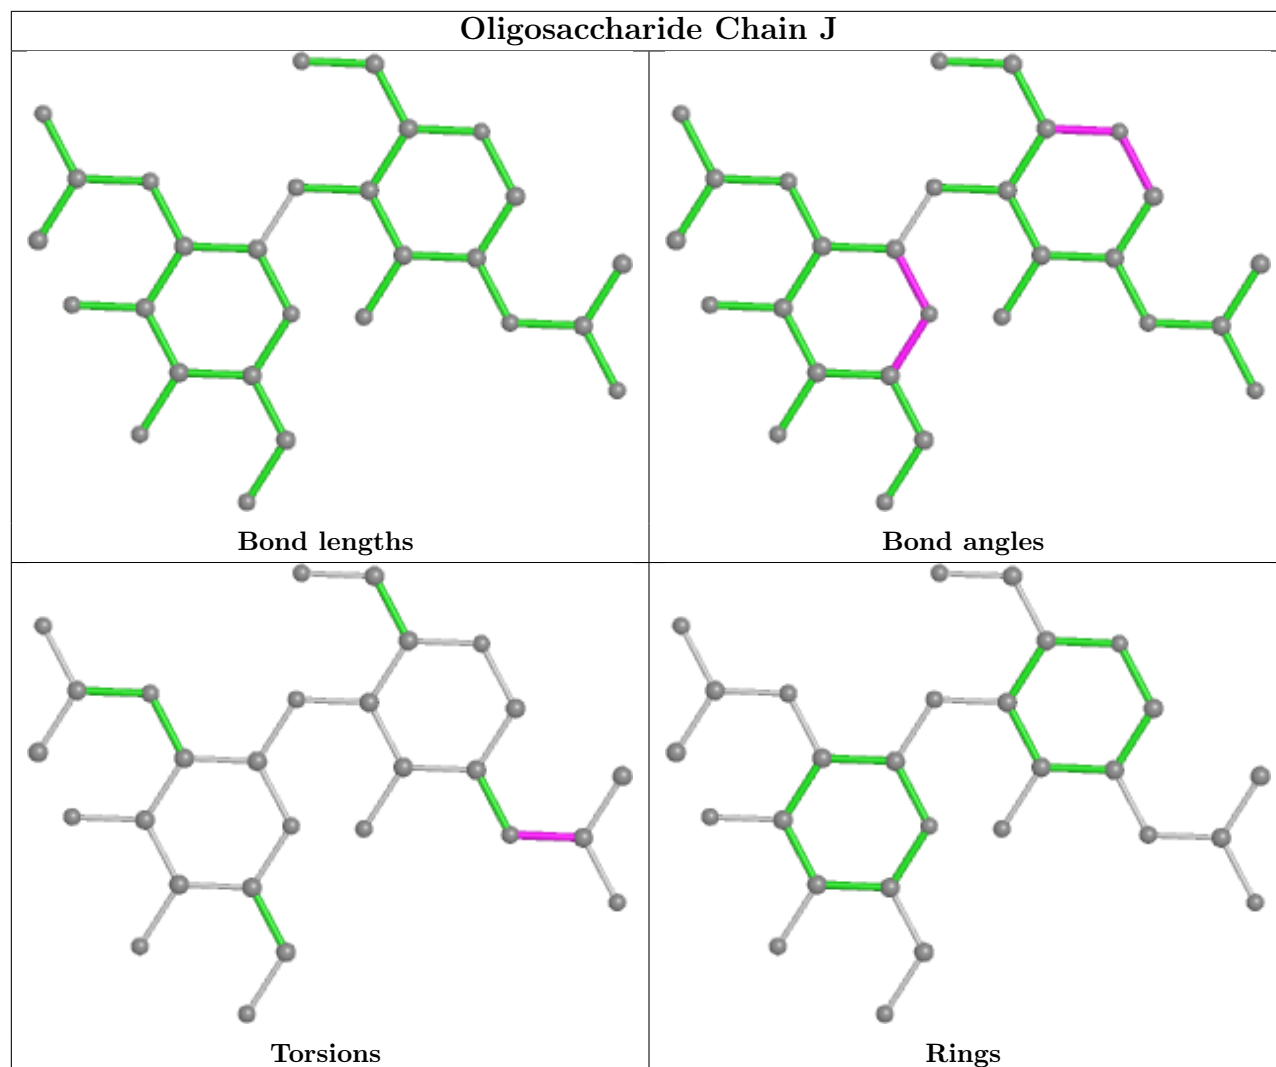 Oligosaccharide Chain J
Bond lengths
Bond angles
Torsions
Rings